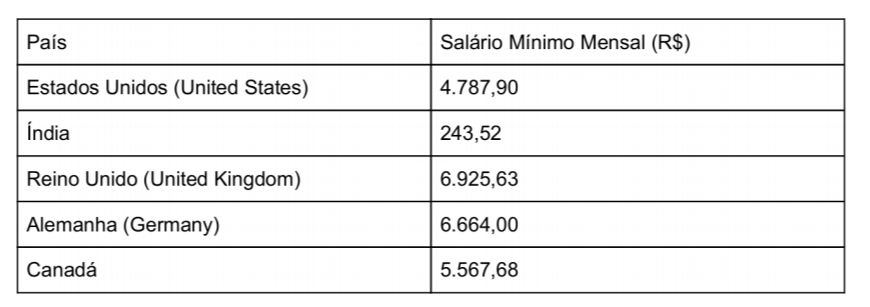 País Salário Mínimo Mensal (R$)
Estados Unidos (United States) 4.787,90
Índia 243,52
Reino Unido (United Kingdom) 6.925,63
Alemanha (Germany) 6.664,00
Canadá 5.567,68